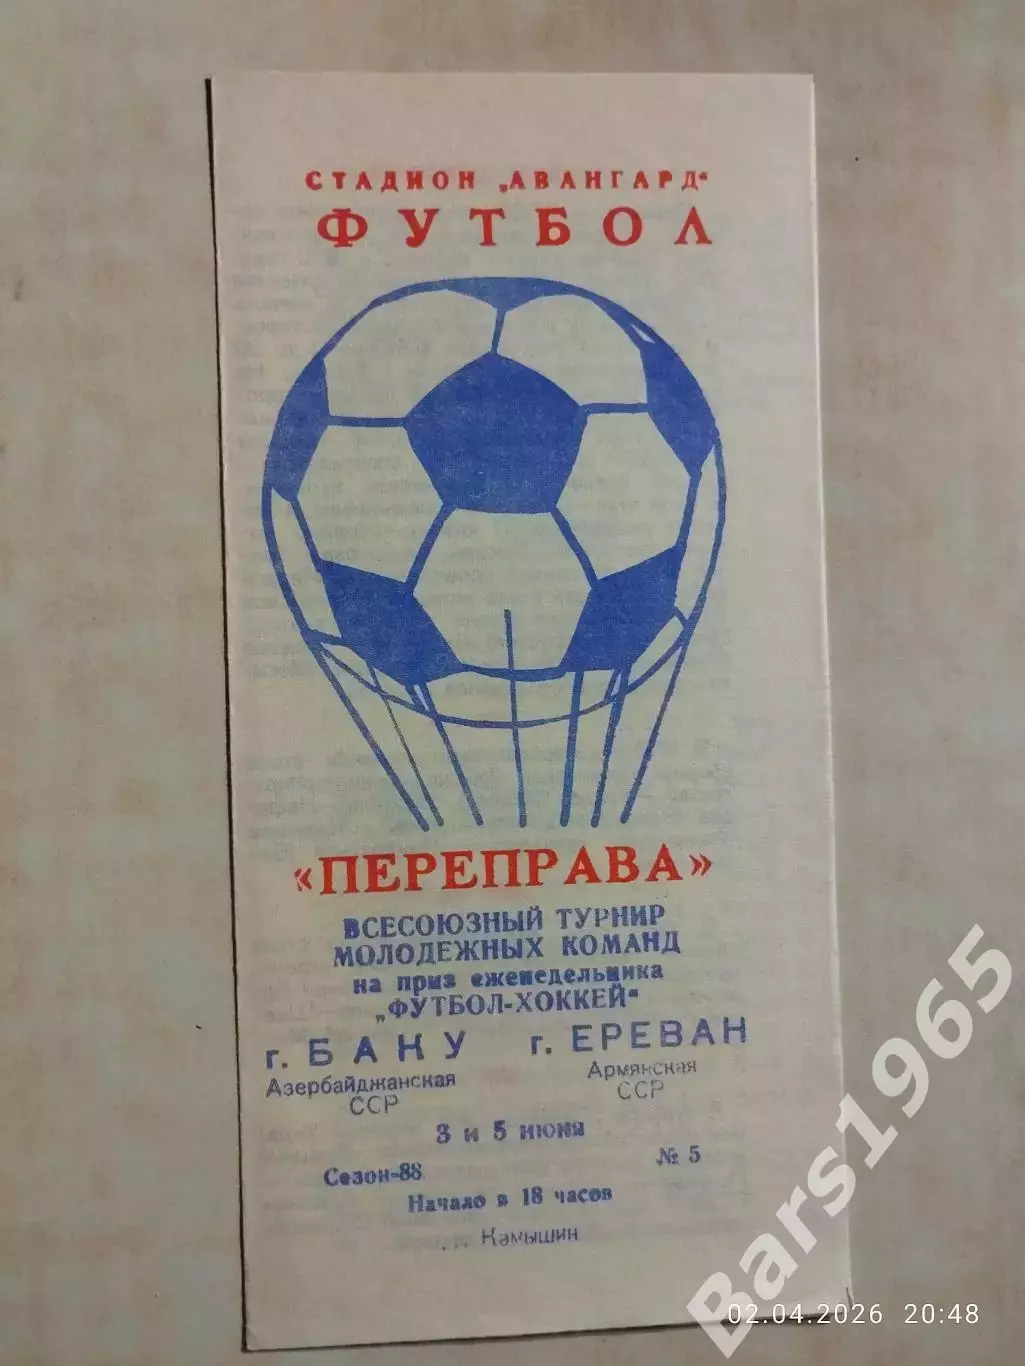 СТАДИОН „АВАНГАРД"
ФУТБОЛ
«ПЕРЕПРАВА»
ВСЕСОЮЗНЫЙ ТУРНИР
МОЛОДЕЖНЫХ КОМАНД
на приз еженедельника
„ФУТБОЛ-ХОККЕЙ"
г. БАКУ г. ЕРЕВАН
Азербайджанская Армянская
ССР ССР
3 и 5 июня
Сезон-88 № 5
Начало в 18 часов
Камышин
Bars1965
02.04.2026 20:48